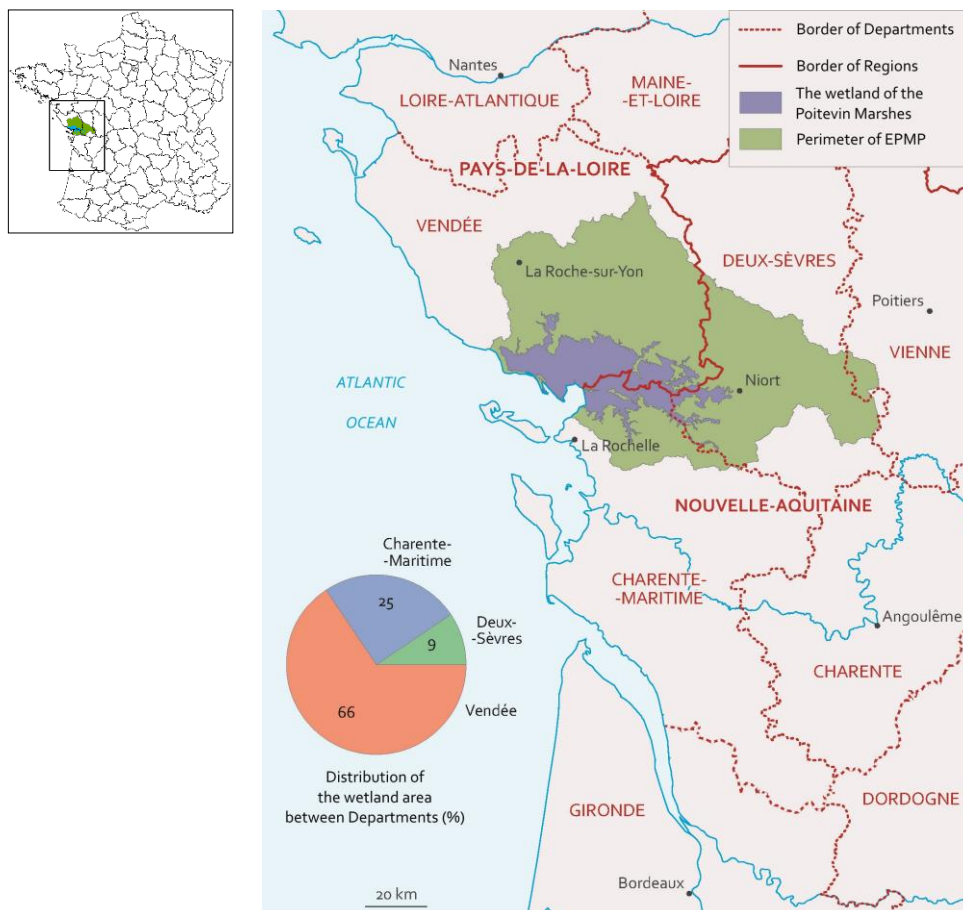 Border of Departments
Border of Regions
The wetland of the
Poitevin Marshes
Perimeter of EPMP
Nantes
LOIRE-ATLANTIQUE
MAINE-
-ET-LOIRE
PAYS-DE-LA-LOIRE
VENDÉE
DEUX-SÈVRES
La Roche-sur-Yon
Poitiers
VIENNE
ATLANTIC
OCEAN
Niort
La Rochelle
NOUVELLE-AQUITAINE
CHARENTE-
-MARITIME
Angoulême
CHARENTE
DORDOGNE
GIRONDE
Bordeaux
Charente-
-Maritime
25
Deux-
-Sèvres
9
66
Vendée
Distribution of
the wetland area
between Departments (%)
20 km